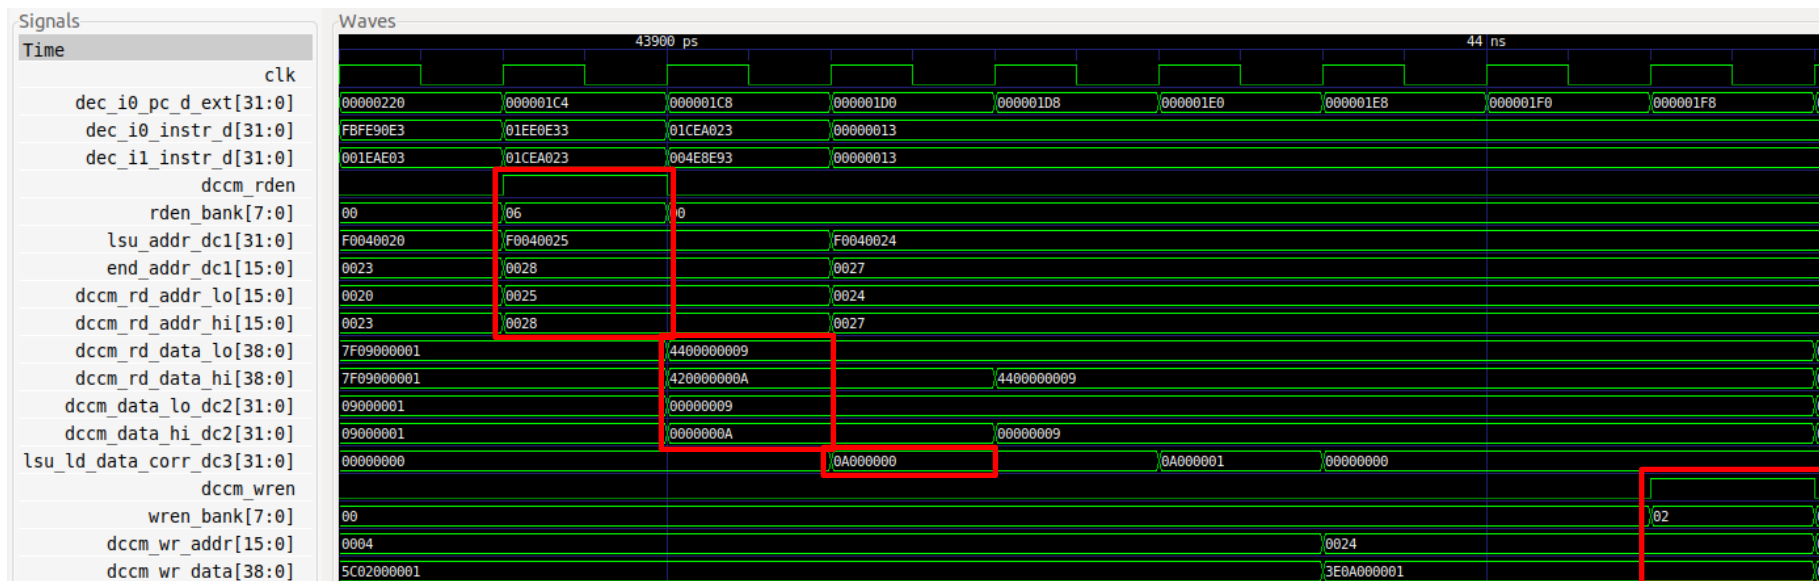 Signals Waves
Time 43900 ps 44 ns
clk
dec_i0_pc_d_ext[31:0] 00000220 000001C4 000001C8 000001D0 000001D8 000001E0 000001E8 000001F0 000001F8
dec_i0_instr_d[31:0] FBFE90E3 01EE0E33 01CEA023 00000013
dec_i1_instr_d[31:0] 001EAE03 01CEA023 004E8E93 00000013
dccm_rden
rden_bank[7:0] 00 06 00
lsu_addr_dc1[31:0] F0040020 F0040025 F0040024
end_addr_dc1[15:0] 0023 0028 0027
dccm_rd_addr_lo[15:0] 0020 0025 0024
dccm_rd_addr_hi[15:0] 0023 0028 0027
dccm_rd_data_lo[38:0] 7F09000001 4400000009
dccm_rd_data_hi[38:0] 7F09000001 420000000A 4400000009
dccm_data_lo_dc2[31:0] 09000001 00000009
dccm_data_hi_dc2[31:0] 09000001 0000000A 00000009
lsu_ld_data_corr_dc3[31:0] 00000000 0A000000 0A000001 00000000
dccm_wren
wren_bank[7:0] 00 02
dccm_wr_addr[15:0] 0004 0024
dccm_wr_data[38:0] 5C02000001 3E0A000001